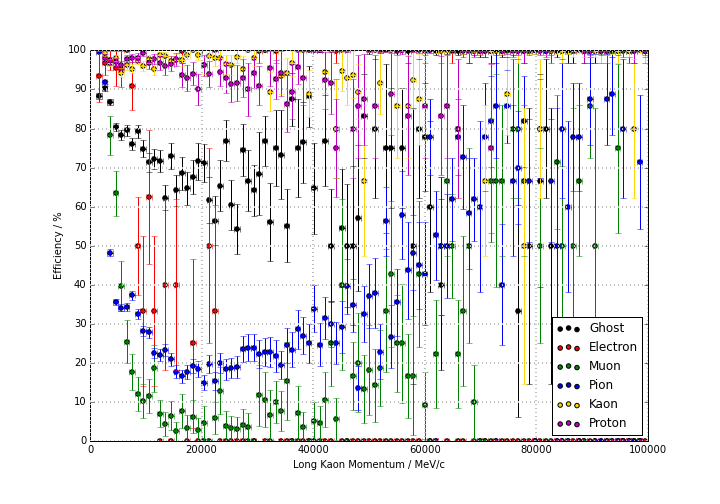 100
90
80
70
60
50
40
30
20
10
0
Efficiency / %
0 20000 40000 60000 80000 100000
Long Kaon Momentum / MeV/c
Ghost
Electron
Muon
Pion
Kaon
Proton